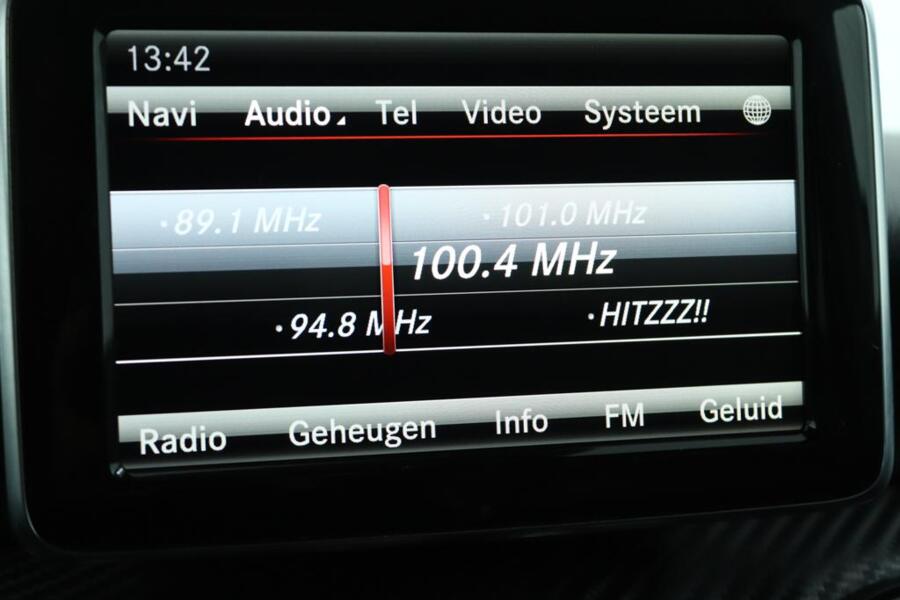 13:42
Navi Audio Tel Video Systeem
·89.1 MHz ·101.0 MHz
100.4 MHz
·94.8 MHz ·HITZZZ!!
Radio Geheugen Info FM Geluid